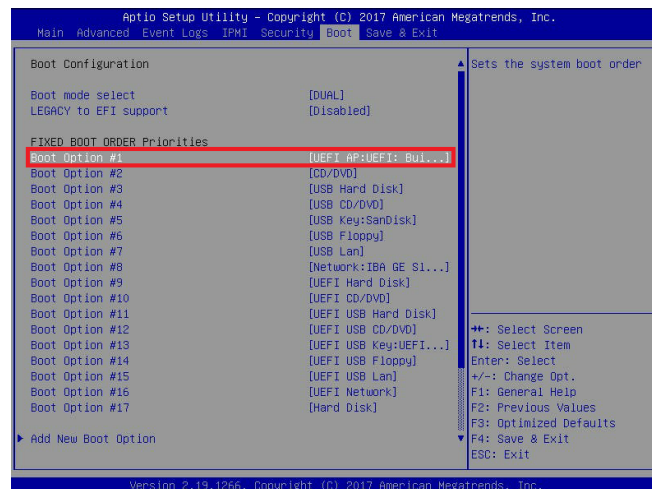 Aptio Setup Utility – Copyright (C) 2017 American Megatrends, Inc.
Main Advanced Event Logs IPMI Security Boot Save & Exit
Boot Configuration
Sets the system boot order
Boot mode select [DUAL]
LEGACY to EFI support [Disabled]
FIXED BOOT ORDER Priorities
Boot Option #1 [UEFI AP:UEFI: Bui...]
Boot Option #2 [CD/DVD]
Boot Option #3 [USB Hard Disk]
Boot Option #4 [USB CD/DVD]
Boot Option #5 [USB Key:SanDisk]
Boot Option #6 [USB Floppy]
Boot Option #7 [USB Lan]
Boot Option #8 [Network:IBA GE Sl...]
Boot Option #9 [UEFI Hard Disk]
Boot Option #10 [UEFI CD/DVD]
Boot Option #11 [UEFI USB Hard Disk]
Boot Option #12 [UEFI USB CD/DVD]
Boot Option #13 [UEFI USB Key:UEFI...]
Boot Option #14 [UEFI USB Floppy]
Boot Option #15 [UEFI USB Lan]
Boot Option #16 [UEFI Network]
Boot Option #17 [Hard Disk]
Add New Boot Option
→←: Select Screen
↑↓: Select Item
Enter: Select
+/-: Change Opt.
F1: General Help
F2: Previous Values
F3: Optimized Defaults
F4: Save & Exit
ESC: Exit
Version 2.19.1266. Copyright (C) 2017 American Megatrends, Inc.